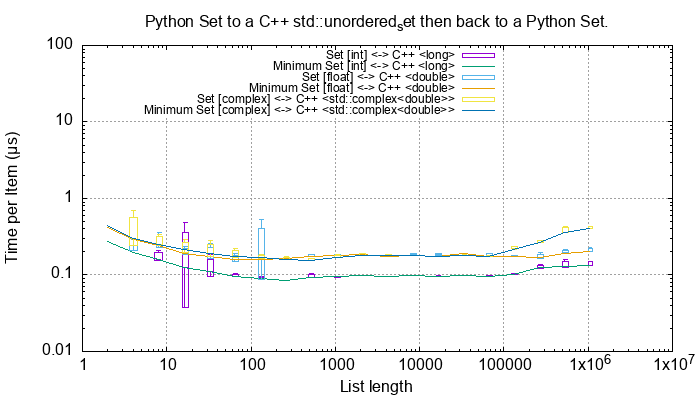 Python Set to a C++ std::unordered_set then back to a Python Set.
Set [int] <-> C++ <long>
Minimum Set [int] <-> C++ <long>
Set [float] <-> C++ <double>
Minimum Set [float] <-> C++ <double>
Set [complex] <-> C++ <std::complex<double>>
Minimum Set [complex] <-> C++ <std::complex<double>>
Time per Item (µs)
100
10
1
0.1
0.01
1 10 100 1000 10000 100000 1x10^6 1x10^7
List length